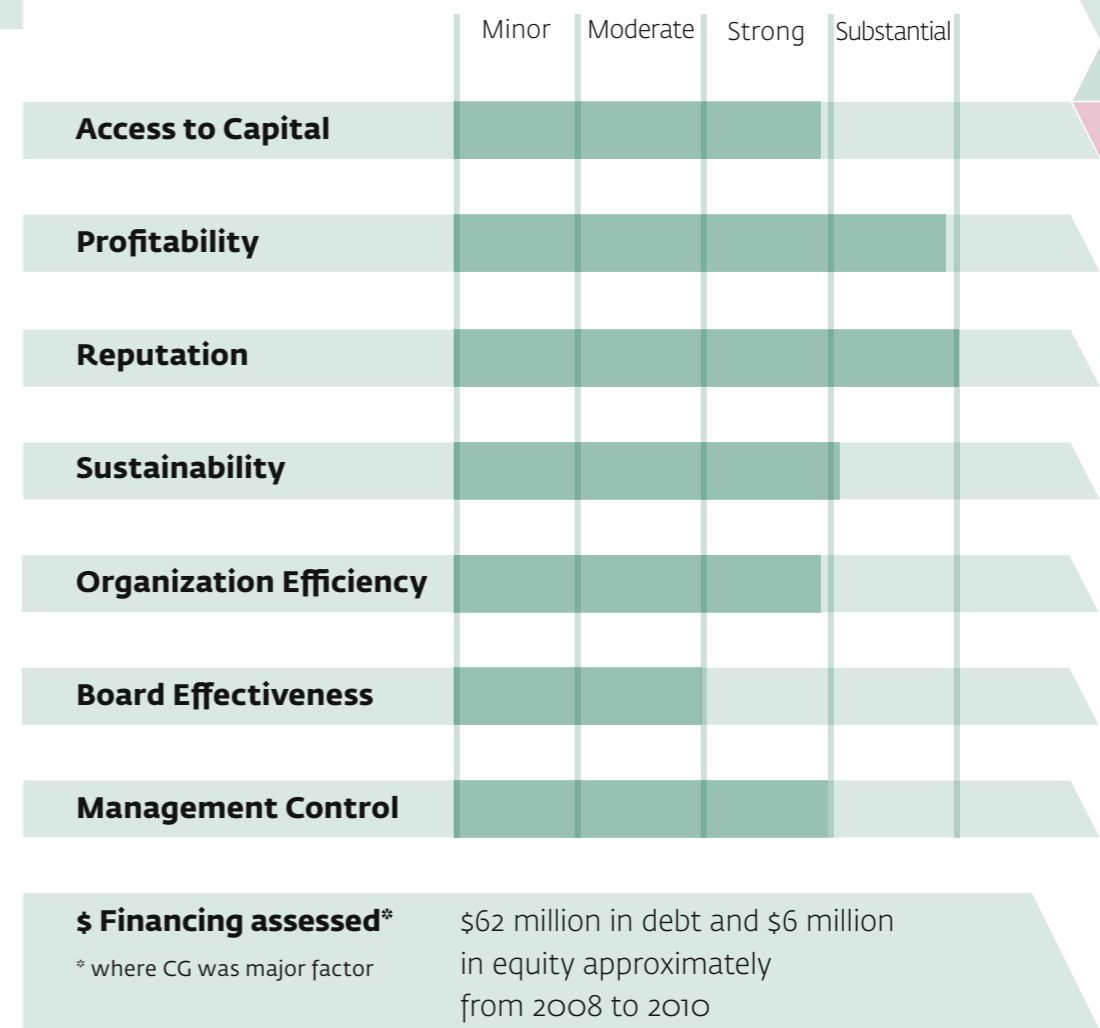 Minor Moderate Strong Substantial
Access to Capital
Profitability
Reputation
Sustainability
Organization Efficiency
Board Effectiveness
Management Control
$ Financing assessed*
* where CG was major factor
$62 million in debt and $6 million
in equity approximately
from 2008 to 2010